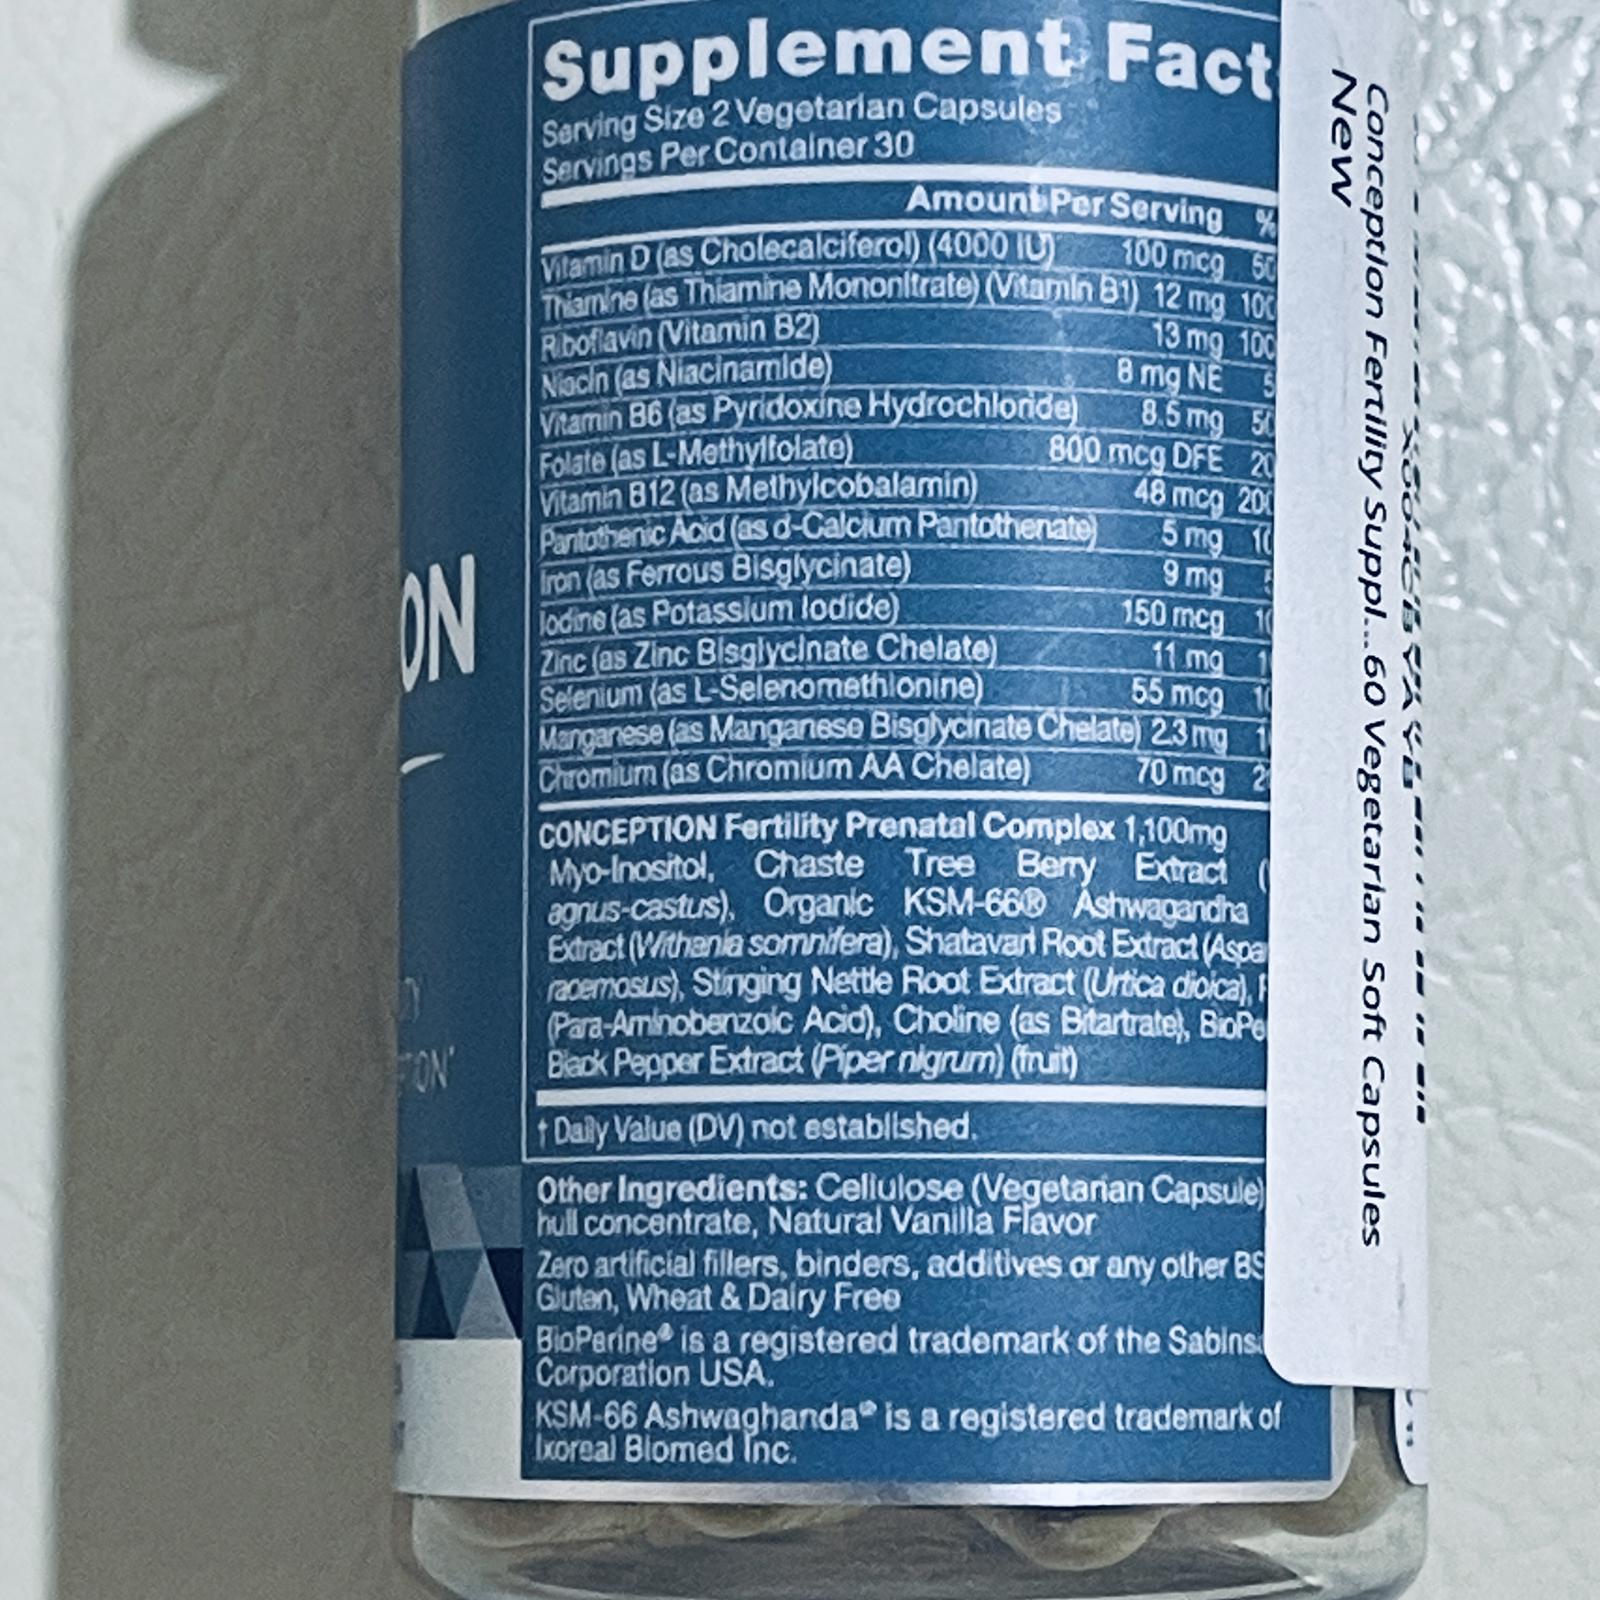 Supplement Fact
Serving Size 2 Vegetarian Capsules
Servings Per Container 30
Amount Per Serving %
Vitamin D (as Cholecalciferol) (4000 IU) 100 mcg
Thiamine (as Thiamine Mononitrate) (Vitamin B1) 12 mg
Riboflavin (Vitamin B2) 13 mg
Niacin (as Niacinamide) 8 mg NE
Vitamin B6 (as Pyridoxine Hydrochloride) 8.5 mg
Folate (as L-Methylfolate) 800 mcg DFE
Vitamin B12 (as Methylcobalamin) 48 mcg
Pantothenic Acid (as d-Calcium Pantothenate) 5 mg
Iron (as Ferrous Bisglycinate) 9 mg
Iodine (as Potassium Iodide) 150 mcg
Zinc (as Zinc Bisglycinate Chelate) 11 mg
Selenium (as L-Selenomethionine) 55 mcg
Manganese (as Manganese Bisglycinate Chelate) 2.3 mg
Chromium (as Chromium AA Chelate) 70 mcg
CONCEPTION Fertility Prenatal Complex 1,100mg
Myo-Inositol, Chaste Tree Berry Extract (
agnus-castus), Organic KSM-66® Ashwagandha
Extract (Withania somnifera), Shatavari Root Extract (Aspa
racemosus), Stinging Nettle Root Extract (Urtica dioica),
(Para-Aminobenzoic Acid), Choline (as Bitartrate), BioPe
Black Pepper Extract (Piper nigrum) (fruit)
† Daily Value (DV) not established.
Other Ingredients: Cellulose (Vegetarian Capsule)
hull concentrate, Natural Vanilla Flavor
Zero artificial fillers, binders, additives or any other BS
Gluten, Wheat & Dairy Free
BioPerine® is a registered trademark of the Sabins
Corporation USA.
KSM-66 Ashwaghanda® is a registered trademark of
Ixoreal Biomed Inc.
ON
Conception Fertility Suppl...60 Vegetarian Soft Capsules
New